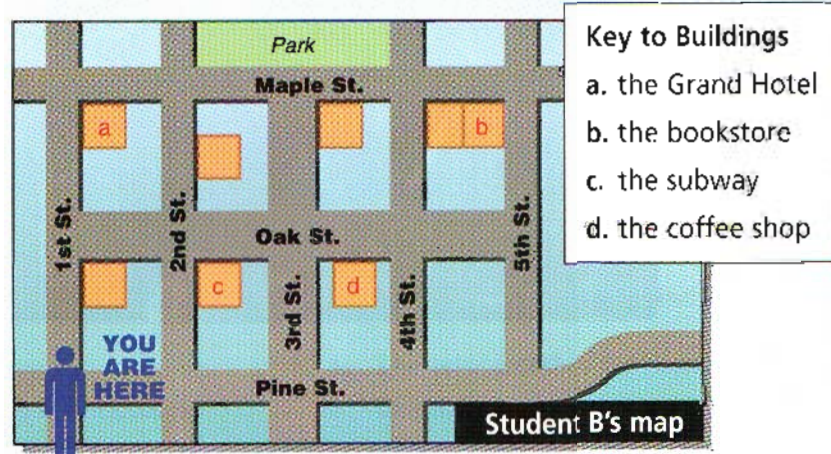 Park
Maple St.
a
b
1st St.
2nd St.
Oak St.
5th St.
c
d
3rd St.
4th St.
YOU
ARE
HERE
Pine St.
Student B's map
Key to Buildings
a. the Grand Hotel
b. the bookstore
c. the subway
d. the coffee shop